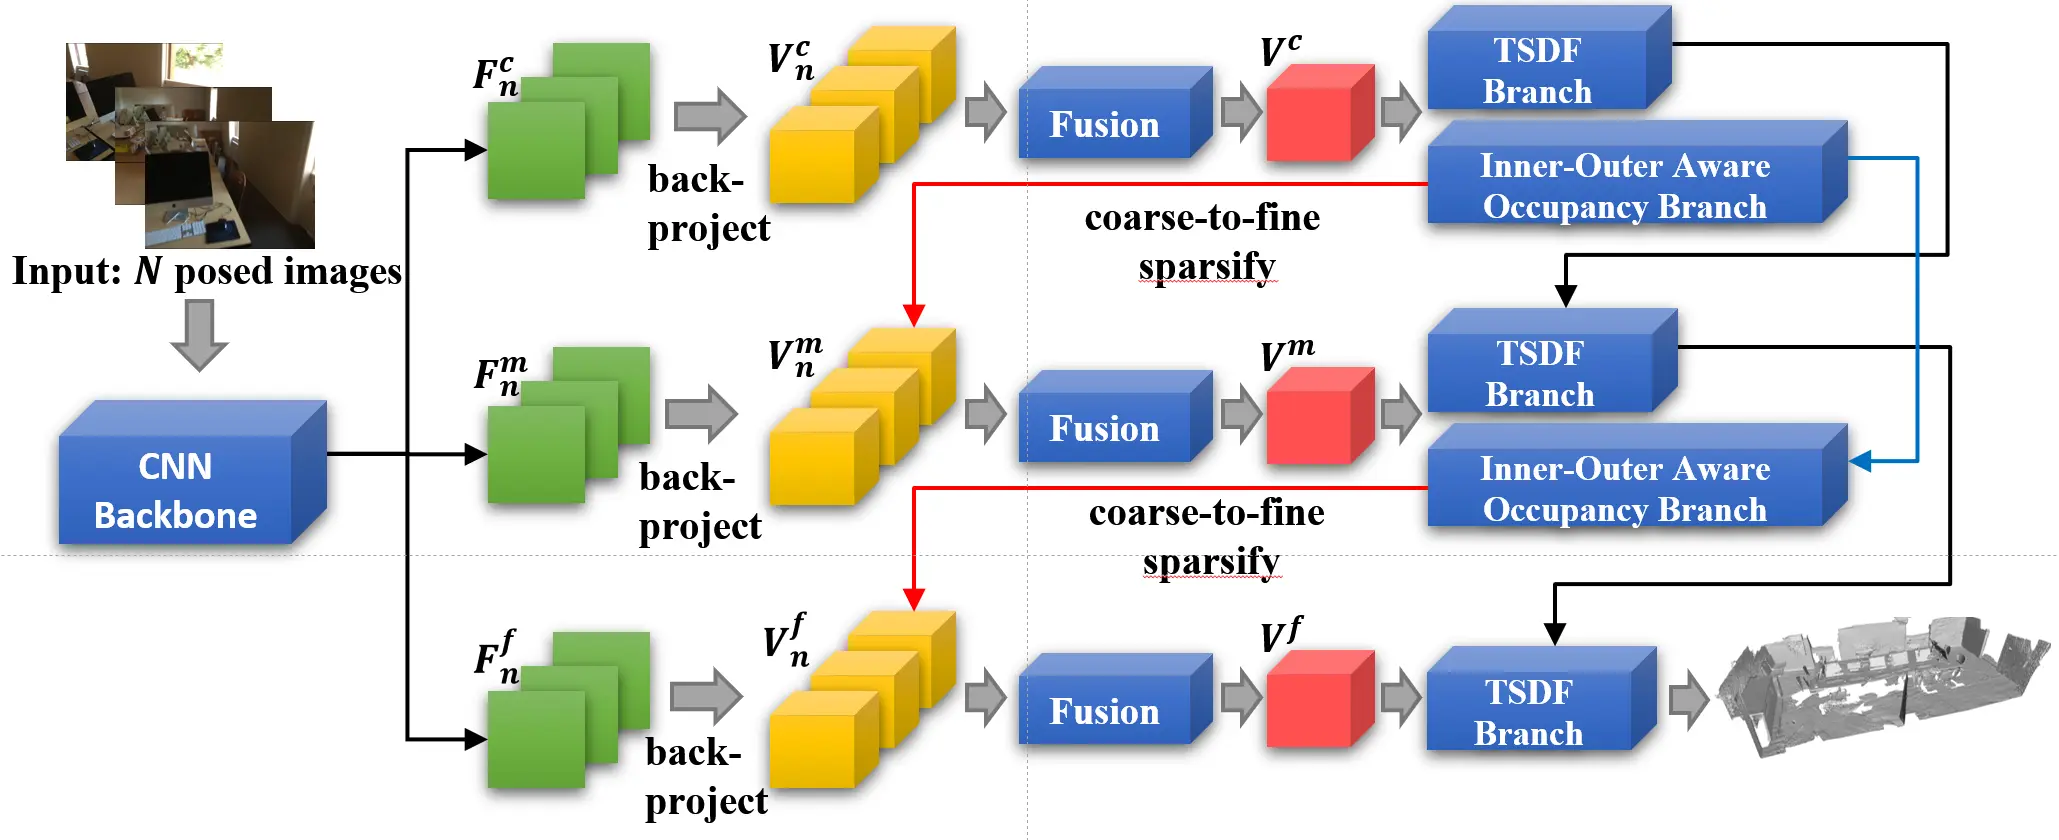 Input: N posed images
CNN
Backbone
F_n^c
back-
project
V_n^c
Fusion
V^c
TSDF
Branch
Inner-Outer Aware
Occupancy Branch
coarse-to-fine
sparsify
F_n^m
back-
project
V_n^m
Fusion
V^m
TSDF
Branch
Inner-Outer Aware
Occupancy Branch
coarse-to-fine
sparsify
F_n^f
back-
project
V_n^f
Fusion
V^f
TSDF
Branch